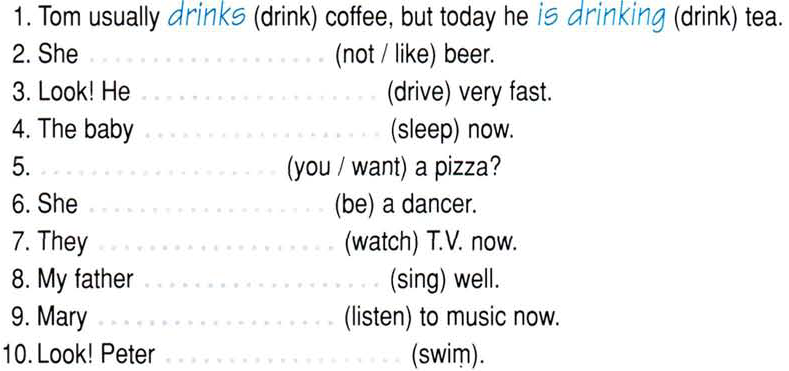 1. Tom usually drinks (drink) coffee, but today he is drinking (drink) tea.
2. She ..................... (not / like) beer.
3. Look! He ..................... (drive) very fast.
4. The baby ..................... (sleep) now.
5. ..................... (you / want) a pizza?
6. She ..................... (be) a dancer.
7. They ..................... (watch) T.V. now.
8. My father ..................... (sing) well.
9. Mary ..................... (listen) to music now.
10. Look! Peter ..................... (swim).